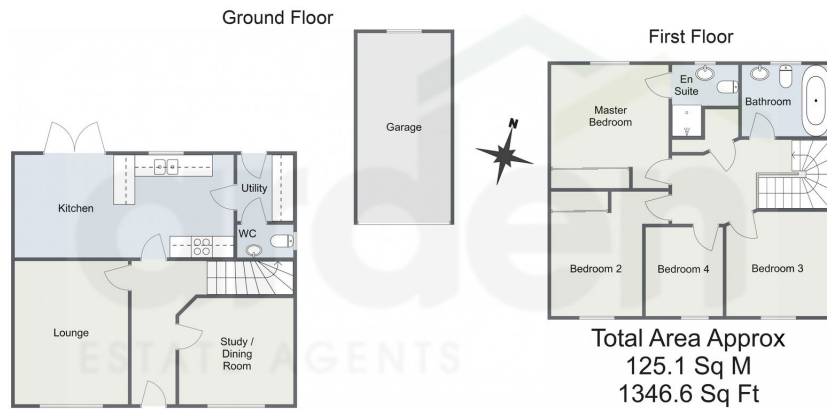 Ground Floor
First Floor
Garage
N
En
Suite
Bathroom
Master
Bedroom
Kitchen
Utility
WC
Bedroom 2
Bedroom 4
Bedroom 3
Lounge
Study /
Dining
Room
arden
ESTATE AGENTS
Total Area Approx
125.1 Sq M
1346.6 Sq Ft